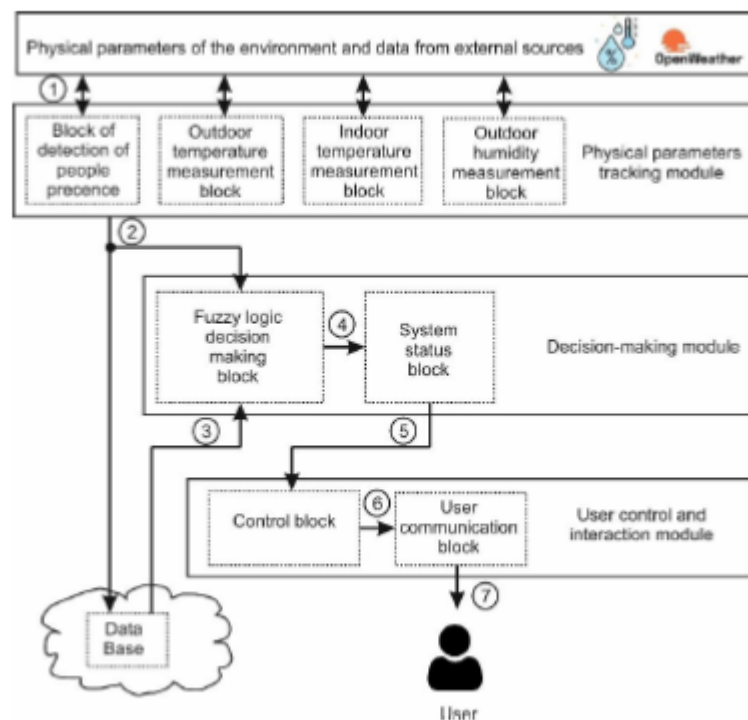 Physical parameters of the environment and data from external sources
%
OpenWeather
1
Block of
detection of
people
precence
Outdoor
temperature
measurement
block
Indoor
temperature
measurement
block
Outdoor
humidity
measurement
block
Physical parameters
tracking module
2
Fuzzy logic
decision
making
block
4
System
status
block
Decision-making module
3
5
Control block
6
User
communication
block
User control and
interaction module
7
Data
Base
User